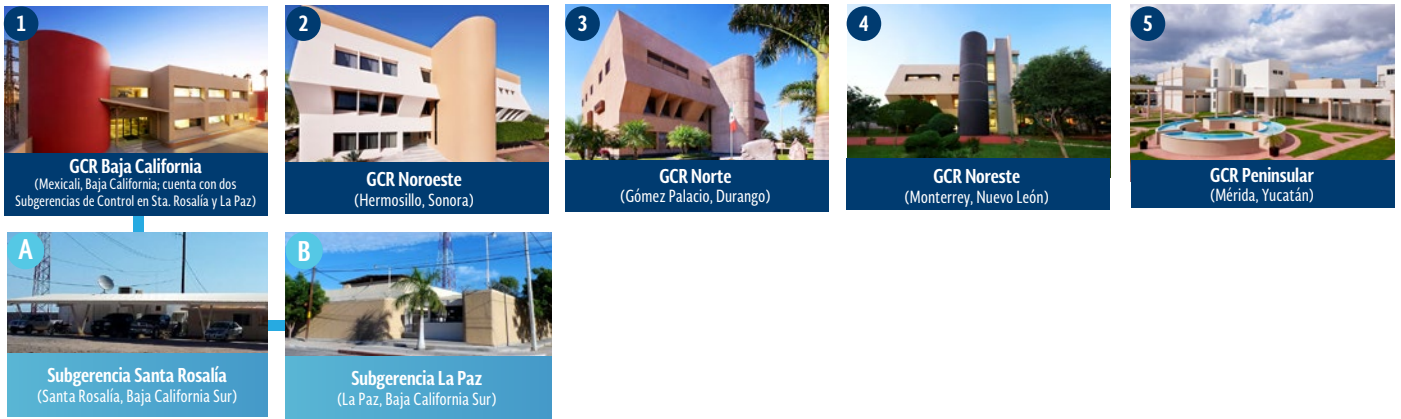 1
GCR Baja California
(Mexicali, Baja California; cuenta con dos
Subgerencias de Control en Sta. Rosalía y La Paz)
2
GCR Noroeste
(Hermosillo, Sonora)
3
GCR Norte
(Gómez Palacio, Durango)
4
GCR Noreste
(Monterrey, Nuevo León)
5
GCR Peninsular
(Mérida, Yucatán)
A
Subgerencia Santa Rosalía
(Santa Rosalía, Baja California Sur)
B
Subgerencia La Paz
(La Paz, Baja California Sur)